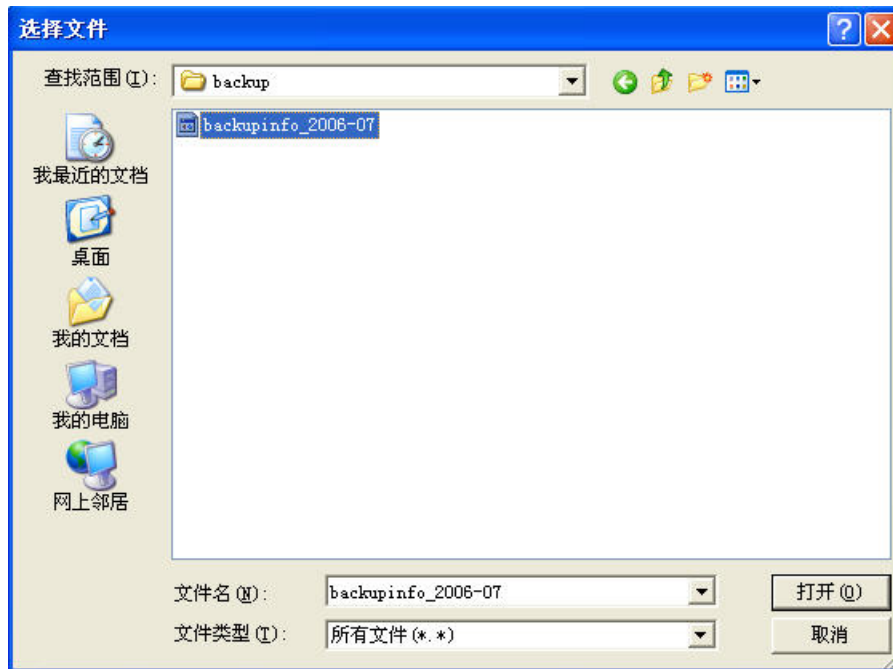 选择文件
查找范围(I):
backup
backupinfo_2006-07
我最近的文档
桌面
我的文档
我的电脑
网上邻居
文件名(N):
backupinfo_2006-07
打开(O)
文件类型(T):
所有文件(*.*)
取消